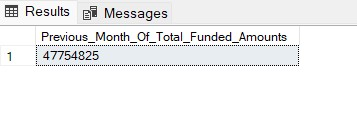 Results Messages
Previous_Month_Of_Total_Funded_Amounts
1 47754825